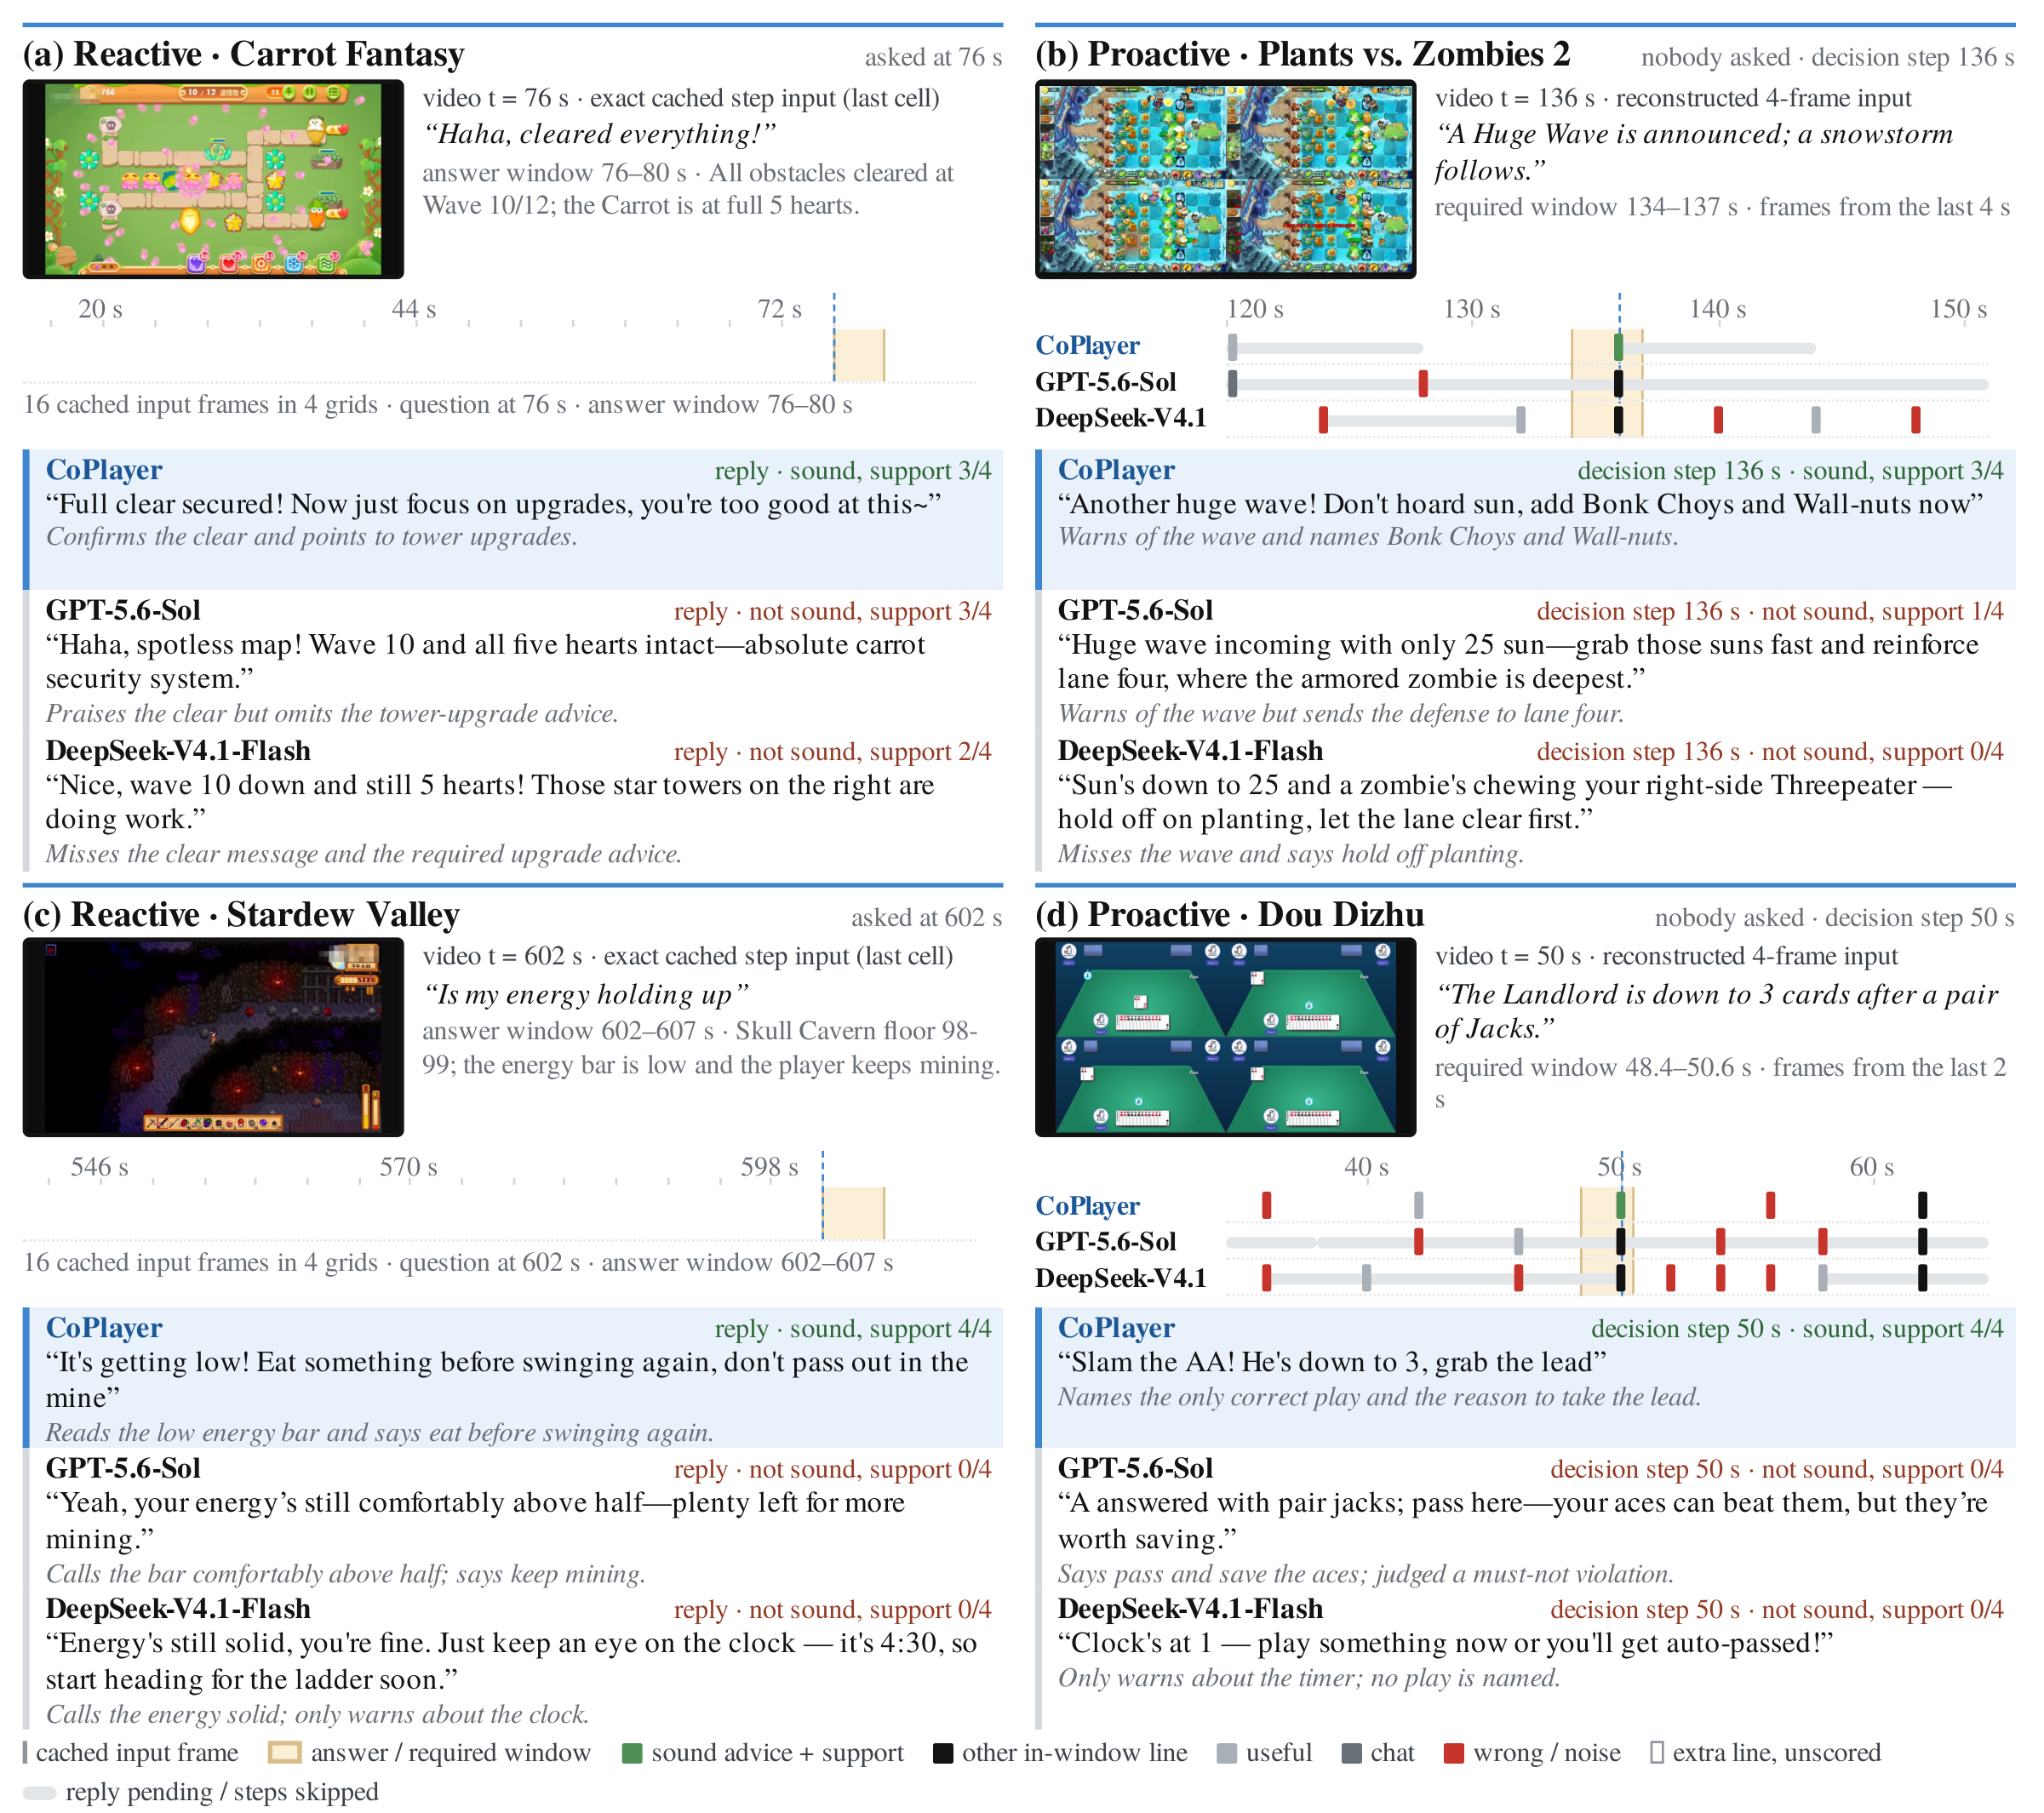 (a) Reactive · Carrot Fantasy
asked at 76 s
766
10 / 12
video t = 76 s · exact cached step input (last cell)
“Haha, cleared everything!”
answer window 76–80 s · All obstacles cleared at
Wave 10/12; the Carrot is at full 5 hearts.
20 s 44 s 72 s
16 cached input frames in 4 grids · question at 76 s · answer window 76–80 s
CoPlayer
reply · sound, support 3/4
“Full clear secured! Now just focus on upgrades, you're too good at this~”
Confirms the clear and points to tower upgrades.
GPT-5.6-Sol
reply · not sound, support 3/4
“Haha, spotless map! Wave 10 and all five hearts intact—absolute carrot
security system.”
Praises the clear but omits the tower-upgrade advice.
DeepSeek-V4.1-Flash
reply · not sound, support 2/4
“Nice, wave 10 down and still 5 hearts! Those star towers on the right are
doing work.”
Misses the clear message and the required upgrade advice.
(b) Proactive · Plants vs. Zombies 2
nobody asked · decision step 136 s
video t = 136 s · reconstructed 4-frame input
“A Huge Wave is announced; a snowstorm
follows.”
required window 134–137 s · frames from the last 4 s
120 s 130 s 140 s 150 s
CoPlayer
GPT-5.6-Sol
DeepSeek-V4.1
CoPlayer
decision step 136 s · sound, support 3/4
“Another huge wave! Don't hoard sun, add Bonk Choys and Wall-nuts now”
Warns of the wave and names Bonk Choys and Wall-nuts.
GPT-5.6-Sol
decision step 136 s · not sound, support 1/4
“Huge wave incoming with only 25 sun—grab those suns fast and reinforce
lane four, where the armored zombie is deepest.”
Warns of the wave but sends the defense to lane four.
DeepSeek-V4.1-Flash
decision step 136 s · not sound, support 0/4
“Sun's down to 25 and a zombie's chewing your right-side Threepeater —
hold off on planting, let the lane clear first.”
Misses the wave and says hold off planting.
(c) Reactive · Stardew Valley
asked at 602 s
video t = 602 s · exact cached step input (last cell)
“Is my energy holding up”
answer window 602–607 s · Skull Cavern floor 98-
99; the energy bar is low and the player keeps mining.
546 s 570 s 598 s
16 cached input frames in 4 grids · question at 602 s · answer window 602–607 s
CoPlayer
reply · sound, support 4/4
“It's getting low! Eat something before swinging again, don't pass out in the
mine”
Reads the low energy bar and says eat before swinging again.
GPT-5.6-Sol
reply · not sound, support 0/4
“Yeah, your energy’s still comfortably above half—plenty left for more
mining.”
Calls the bar comfortably above half; says keep mining.
DeepSeek-V4.1-Flash
reply · not sound, support 0/4
“Energy's still solid, you're fine. Just keep an eye on the clock — it's 4:30, so
start heading for the ladder soon.”
Calls the energy solid; only warns about the clock.
(d) Proactive · Dou Dizhu
nobody asked · decision step 50 s
video t = 50 s · reconstructed 4-frame input
“The Landlord is down to 3 cards after a pair
of Jacks.”
required window 48.4–50.6 s · frames from the last 2
s
40 s 50 s 60 s
CoPlayer
GPT-5.6-Sol
DeepSeek-V4.1
CoPlayer
decision step 50 s · sound, support 4/4
“Slam the AA! He's down to 3, grab the lead”
Names the only correct play and the reason to take the lead.
GPT-5.6-Sol
decision step 50 s · not sound, support 0/4
“A answered with pair jacks; pass here—your aces can beat them, but they’re
worth saving.”
Says pass and save the aces; judged a must-not violation.
DeepSeek-V4.1-Flash
decision step 50 s · not sound, support 0/4
“Clock's at 1 — play something now or you'll get auto-passed!”
Only warns about the timer; no play is named.
cached input frame answer / required window sound advice + support other in-window line useful chat wrong / noise extra line, unscored
reply pending / steps skipped